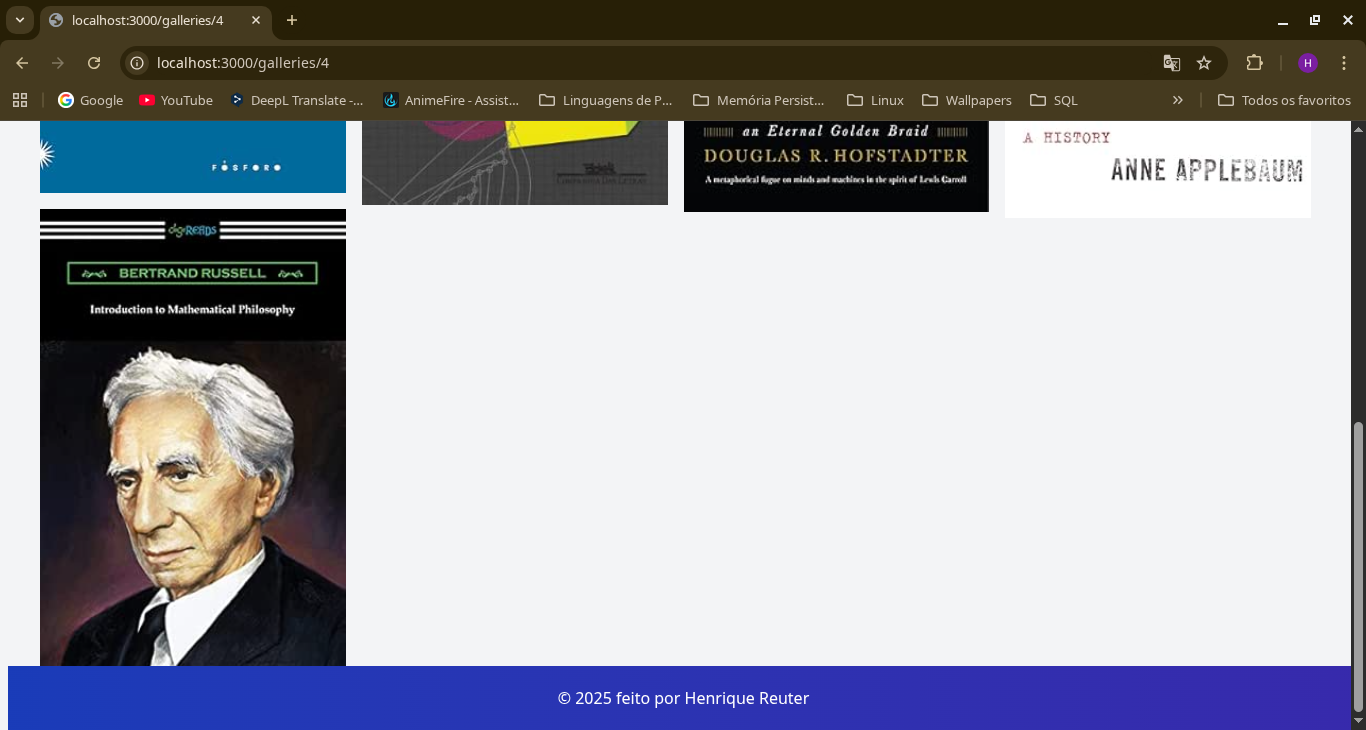 localhost:3000/galleries/4
localhost:3000/galleries/4
H
Google
YouTube
DeepL Translate -...
AnimeFire - Assist...
Linguagens de P...
Memória Persist...
Linux
Wallpapers
SQL
Todos os favoritos
FÓSFORO
COMPANHIA DAS LETRAS
an Eternal Golden Braid
DOUGLAS R. HOFSTADTER
A metaphorical fugue on minds and machines in the spirit of Lewis Carroll
A HISTORY
ANNE APPLEBAUM
digiREADS
BERTRAND RUSSELL
Introduction to Mathematical Philosophy
© 2025 feito por Henrique Reuter